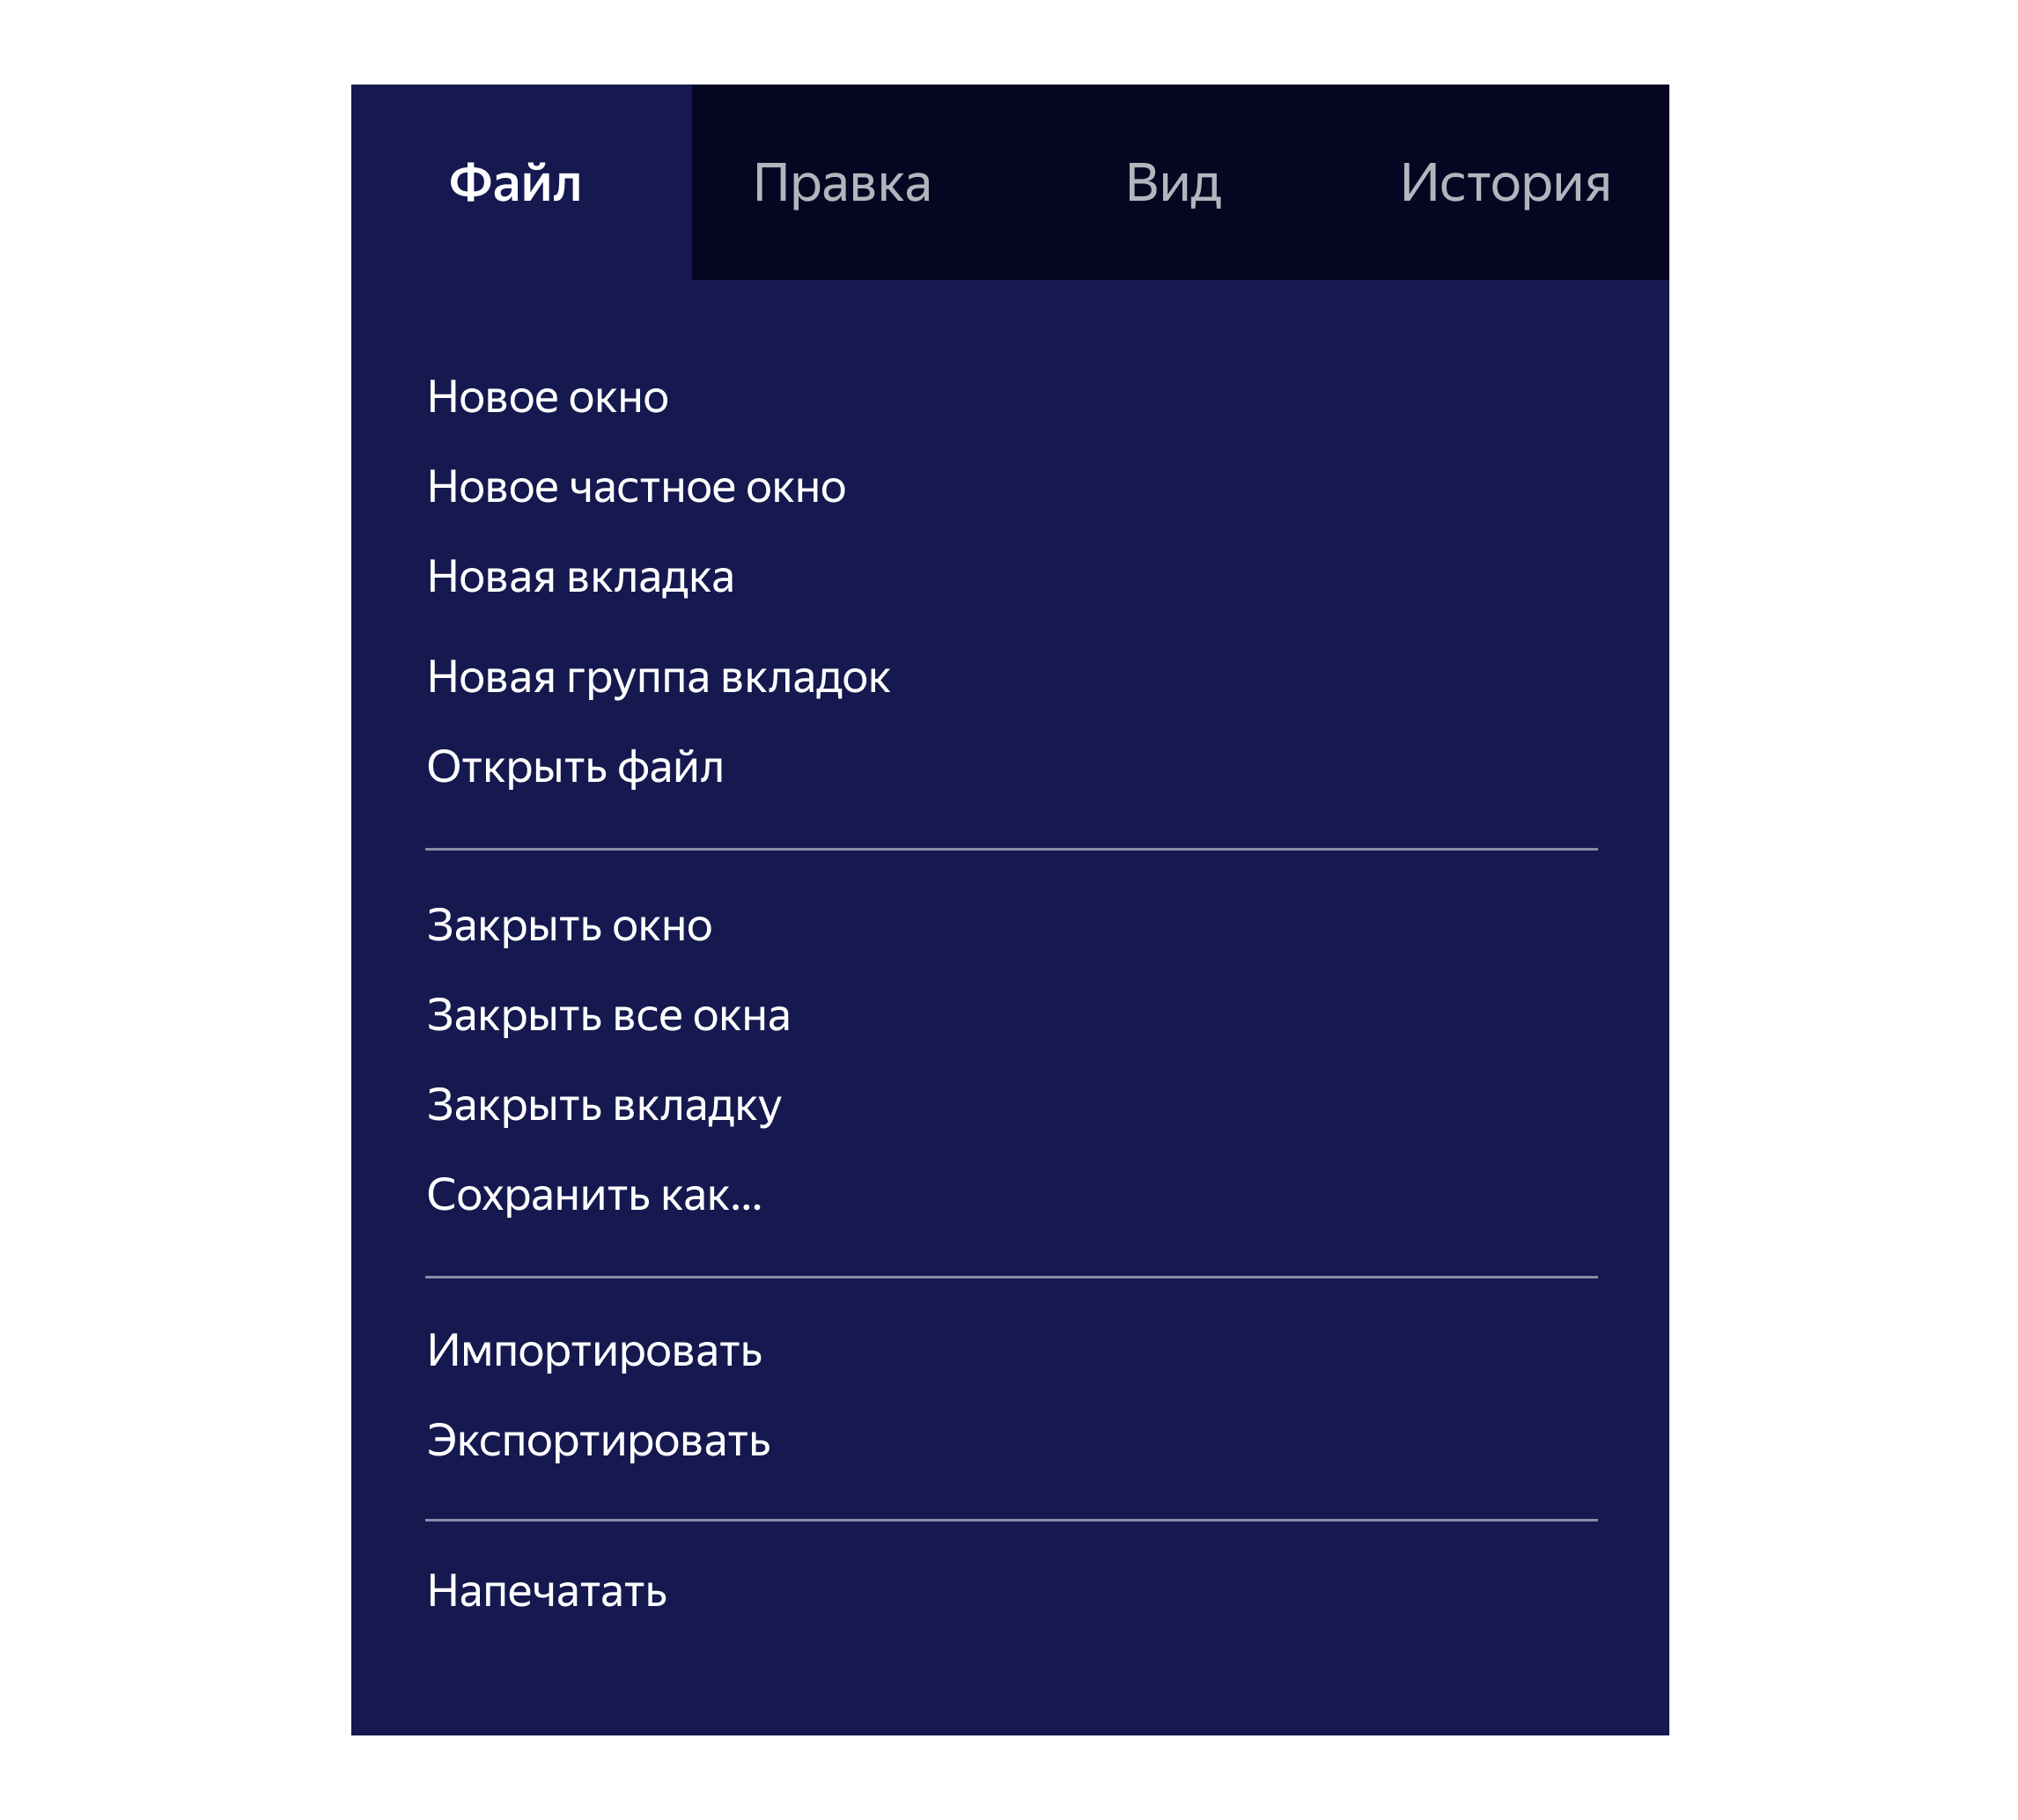 Файл Правка Вид История
Новое окно
Новое частное окно
Новая вкладка
Новая группа вкладок
Открыть файл
Закрыть окно
Закрыть все окна
Закрыть вкладку
Сохранить как...
Импортировать
Экспортировать
Напечатать